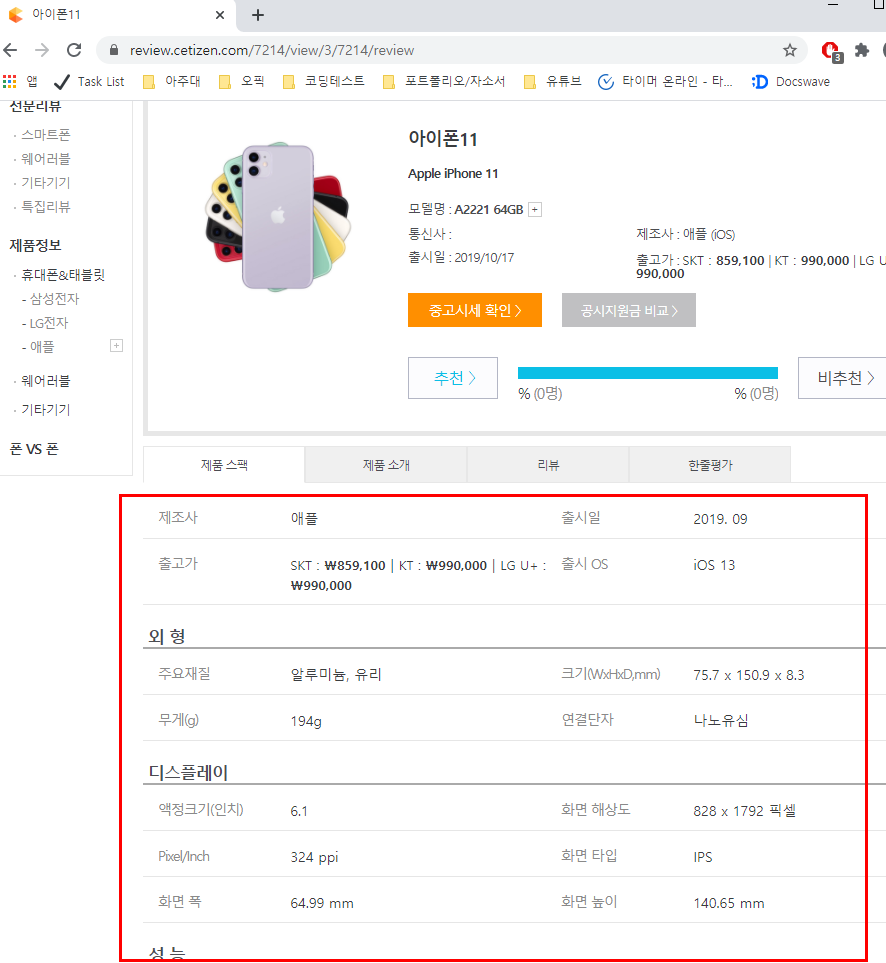 아이폰11
review.cetizen.com/7214/view/3/7214/review
3
앱 Task List 아주대 오픽 코딩테스트 포트폴리오/자소서 유튜브 타이머 온라인 - 타... Docswave
전문리뷰
· 스마트폰
· 웨어러블
· 기타기기
· 특집리뷰
제품정보
· 휴대폰&태블릿
- 삼성전자
- LG전자
- 애플
· 웨어러블
· 기타기기
폰 VS 폰
아이폰11
Apple iPhone 11
모델명 : A2221 64GB +
통신사 : 제조사 : 애플 (iOS)
출시일 : 2019/10/17 출고가 : SKT : 859,100 | KT : 990,000 | LG U
990,000
중고시세 확인 > 공시지원금 비교 >
추천 > % (0명) % (0명) 비추천 >
제품 스팩 제품 소개 리뷰 한줄평가
제조사 애플 출시일 2019. 09
출고가 SKT : ₩859,100 | KT : ₩990,000 | LG U+ : 출시 OS iOS 13
₩990,000
외 형
주요재질 알루미늄, 유리 크기(WxHxD,mm) 75.7 x 150.9 x 8.3
무게(g) 194g 연결단자 나노유심
디스플레이
액정크기(인치) 6.1 화면 해상도 828 x 1792 픽셀
Pixel/Inch 324 ppi 화면 타입 IPS
화면 폭 64.99 mm 화면 높이 140.65 mm
성 능